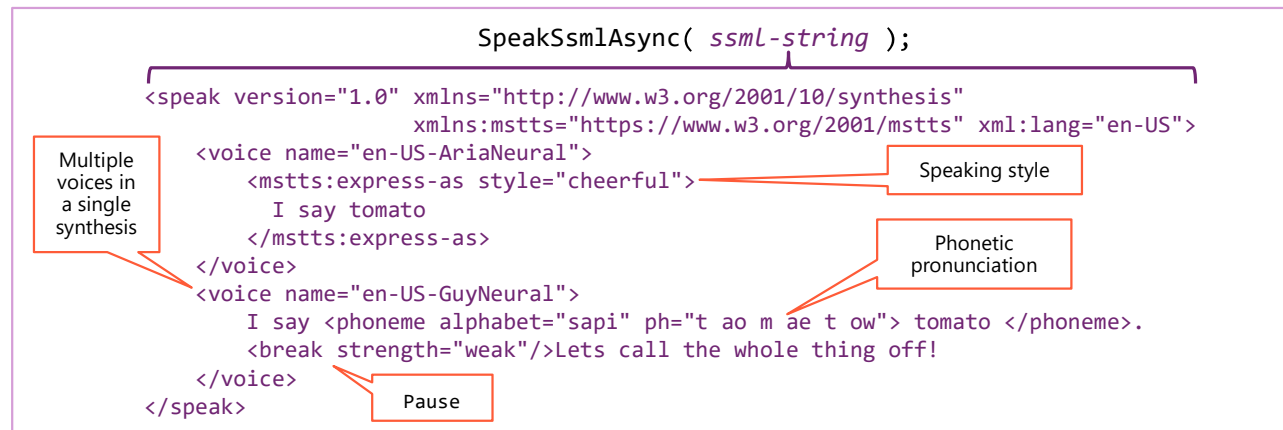 SpeakSsmlAsync( ssml-string );
<speak version="1.0" xmlns="http://www.w3.org/2001/10/synthesis"
xmlns:mstts="https://www.w3.org/2001/mstts" xml:lang="en-US">
<voice name="en-US-AriaNeural">
Multiple
voices in
a single
synthesis
<mstts:express-as style="cheerful">
Speaking style
I say tomato
</mstts:express-as>
Phonetic
pronunciation
</voice>
<voice name="en-US-GuyNeural">
I say <phoneme alphabet="sapi" ph="t ao m ae t ow"> tomato </phoneme>.
<break strength="weak"/>Lets call the whole thing off!
</voice>
Pause
</speak>